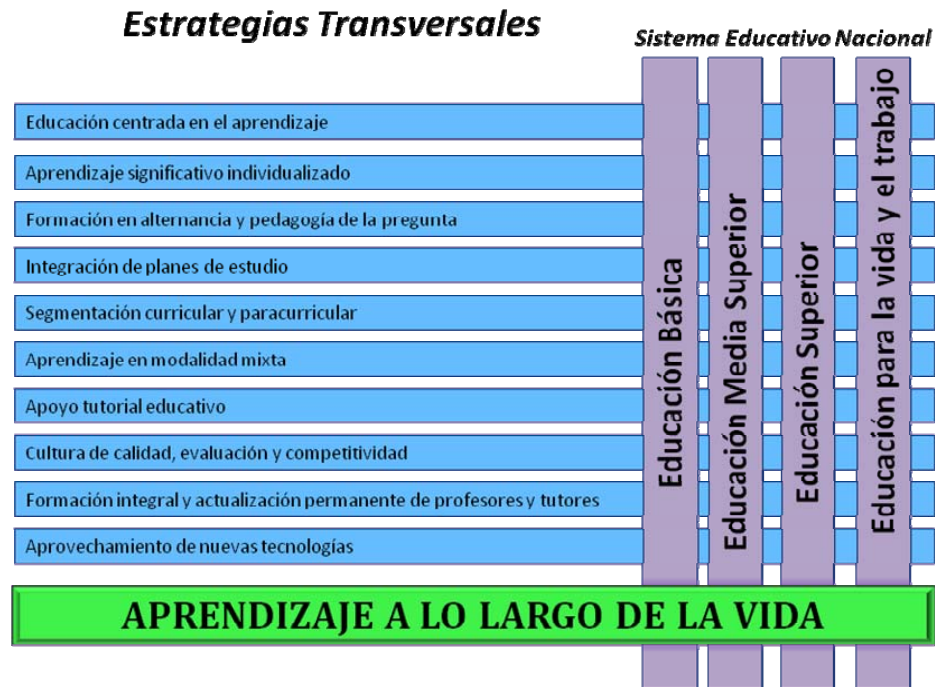 Estrategias Transversales
Sistema Educativo Nacional
Educación centrada en el aprendizaje
Aprendizaje significativo individualizado
Formación en alternancia y pedagogía de la pregunta
Integración de planes de estudio
Segmentación curricular y paracurricular
Aprendizaje en modalidad mixta
Apoyo tutorial educativo
Cultura de calidad, evaluación y competitividad
Formación integral y actualización permanente de profesores y tutores
Aprovechamiento de nuevas tecnologías
Educación Básica
Educación Media Superior
Educación Superior
Educación para la vida y el trabajo
APRENDIZAJE A LO LARGO DE LA VIDA